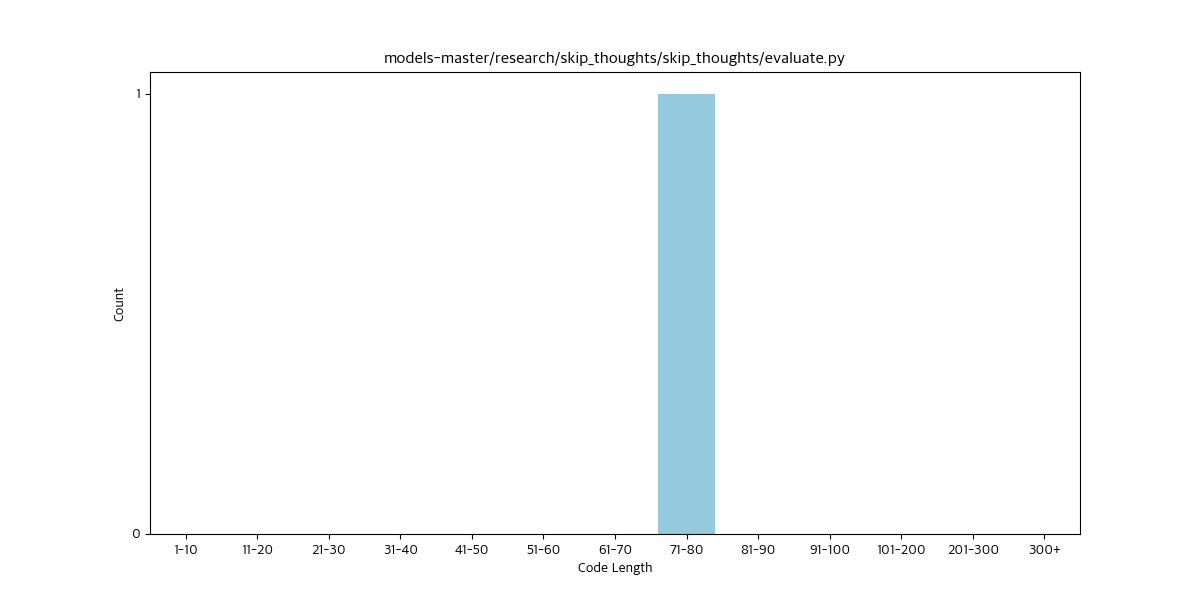 models-master/research/skip_thoughts/skip_thoughts/evaluate.py
1
Count
0
1-10 11-20 21-30 31-40 41-50 51-60 61-70 71-80 81-90 91-100 101-200 201-300 300+
Code Length